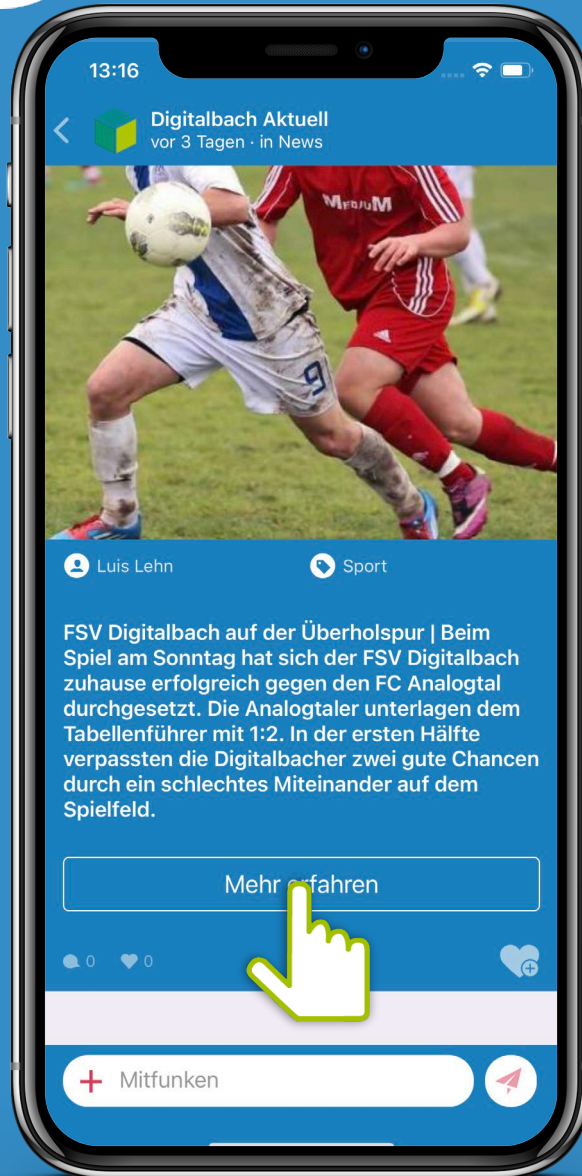 13:16
Digitalbach Aktuell
vor 3 Tagen · in News
MEDIUM
9
Luis Lehn
Sport
FSV Digitalbach auf der Überholspur | Beim
Spiel am Sonntag hat sich der FSV Digitalbach
zuhause erfolgreich gegen den FC Analogtal
durchgesetzt. Die Analogtaler unterlagen dem
Tabellenführer mit 1:2. In der ersten Hälfte
verpassten die Digitalbacher zwei gute Chancen
durch ein schlechtes Miteinander auf dem
Spielfeld.
Mehr erfahren
0 0
+ Mitfunken